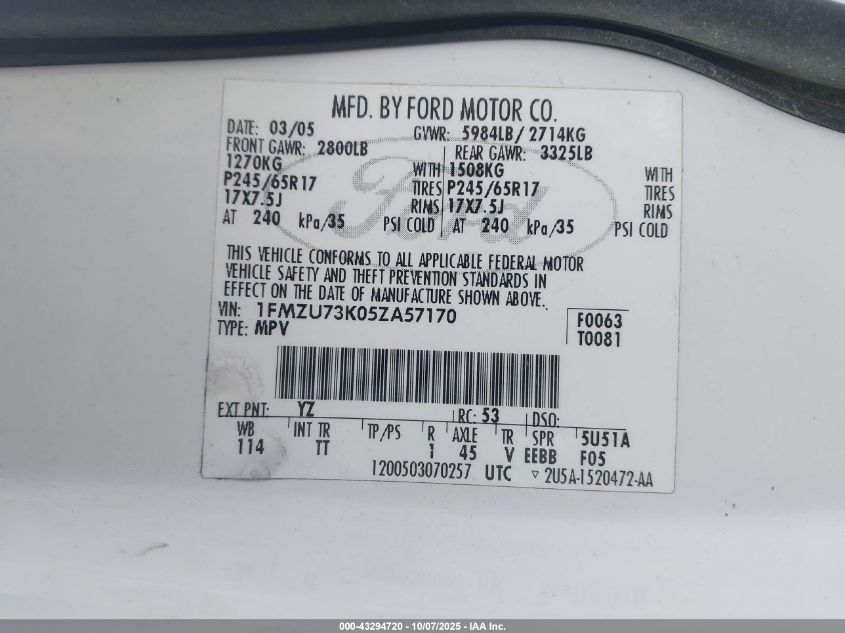 MFD. BY FORD MOTOR CO.
DATE: 03/05 GVWR: 5984LB / 2714KG
FRONT GAWR: 2800LB REAR GAWR: 3325LB
1270KG WITH 1508KG WITH
P245/65R17 TIRES P245/65R17 TIRES
17X7.5J RIMS 17X7.5J RIMS
AT 240 kPa/35 PSI COLD AT 240 kPa/35 PSI COLD
Ford
THIS VEHICLE CONFORMS TO ALL APPLICABLE FEDERAL MOTOR
VEHICLE SAFETY AND THEFT PREVENTION STANDARDS IN
EFFECT ON THE DATE OF MANUFACTURE SHOWN ABOVE.
VIN: 1FMZU73K05ZA57170 F0063
TYPE: MPV T0081
EXT PNT: YZ RC: 53 DSO:
WB INT TR TP/PS R AXLE TR SPR 5U51A
114 TT 1 45 V EEBB F05
1200503070257 UTC ▽ 2U5A-1520472-AA
000-43294720 - 10/07/2025 - IAA Inc.